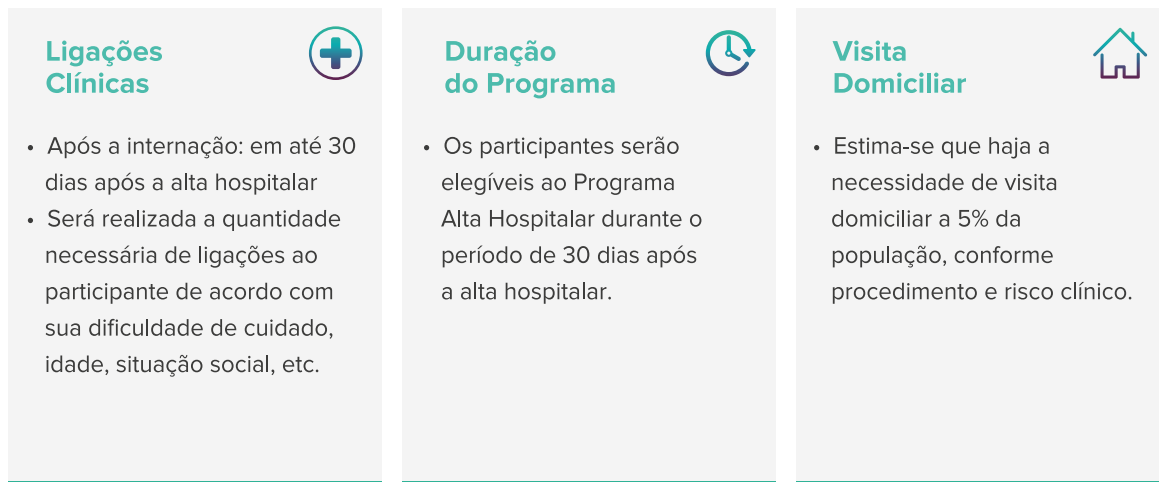 Ligações
Clínicas
• Após a internação: em até 30
dias após a alta hospitalar
• Será realizada a quantidade
necessária de ligações ao
participante de acordo com
sua dificuldade de cuidado,
idade, situação social, etc.
Duração
do Programa
• Os participantes serão
elegíveis ao Programa
Alta Hospitalar durante o
período de 30 dias após
a alta hospitalar.
Visita
Domiciliar
• Estima-se que haja a
necessidade de visita
domiciliar a 5% da
população, conforme
procedimento e risco clínico.